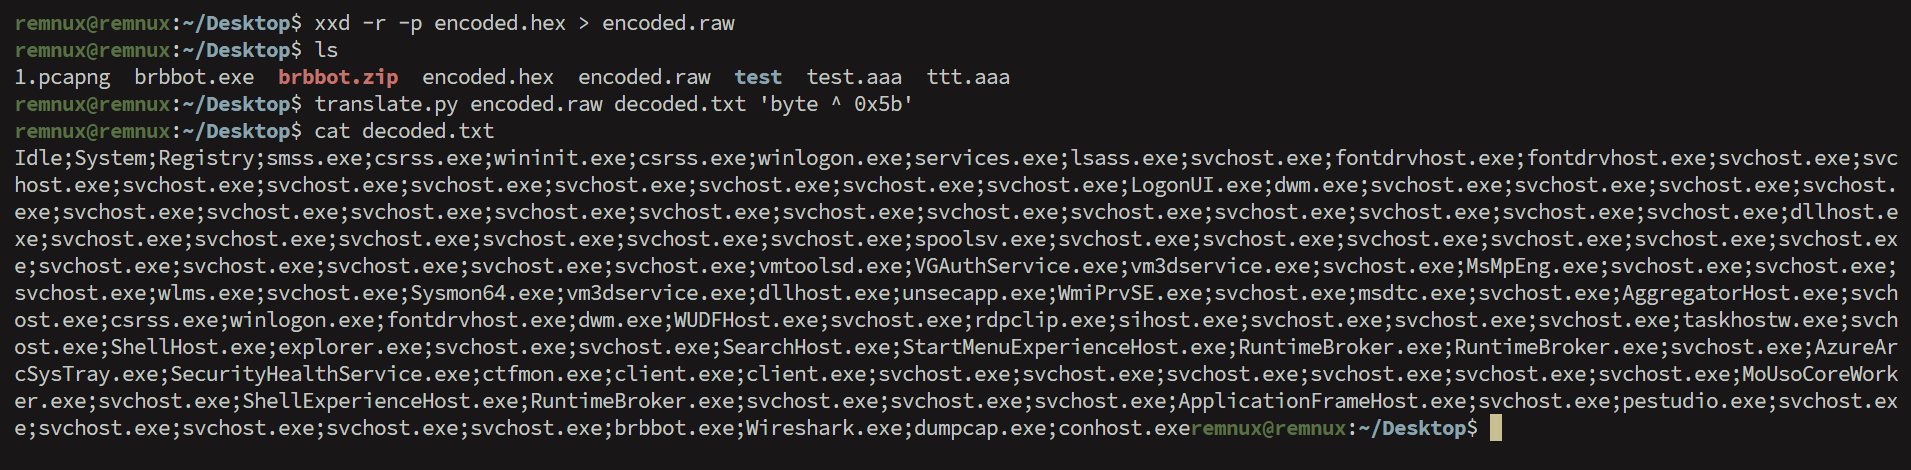 remnux@remnux:~/Desktop$ xxd -r -p encoded.hex > encoded.raw
remnux@remnux:~/Desktop$ ls
1.pcapng  brbbot.exe  brbbot.zip  encoded.hex  encoded.raw  test  test.aaa  ttt.aaa
remnux@remnux:~/Desktop$ translate.py encoded.raw decoded.txt 'byte ^ 0x5b'
remnux@remnux:~/Desktop$ cat decoded.txt
Idle;System;Registry;smss.exe;csrss.exe;wininit.exe;csrss.exe;winlogon.exe;services.exe;lsass.exe;svchost.exe;fontdrvhost.exe;fontdrvhost.exe;svchost.exe;svc
host.exe;svchost.exe;svchost.exe;svchost.exe;svchost.exe;svchost.exe;svchost.exe;svchost.exe;LogonUI.exe;dwm.exe;svchost.exe;svchost.exe;svchost.exe;svchost.
exe;svchost.exe;svchost.exe;svchost.exe;svchost.exe;svchost.exe;svchost.exe;svchost.exe;svchost.exe;svchost.exe;svchost.exe;svchost.exe;svchost.exe;dllhost.e
xe;svchost.exe;svchost.exe;svchost.exe;svchost.exe;svchost.exe;svchost.exe;spoolsv.exe;svchost.exe;svchost.exe;svchost.exe;svchost.exe;svchost.exe;svchost.ex
e;svchost.exe;svchost.exe;svchost.exe;svchost.exe;svchost.exe;vmtoolsd.exe;VGAuthService.exe;vm3dservice.exe;svchost.exe;MsMpEng.exe;svchost.exe;svchost.exe;
svchost.exe;wlms.exe;svchost.exe;Sysmon64.exe;vm3dservice.exe;dllhost.exe;unsecapp.exe;WmiPrvSE.exe;svchost.exe;msdtc.exe;svchost.exe;AggregatorHost.exe;svch
ost.exe;csrss.exe;winlogon.exe;fontdrvhost.exe;dwm.exe;WUDFHost.exe;svchost.exe;rdpclip.exe;sihost.exe;svchost.exe;svchost.exe;svchost.exe;taskhostw.exe;svch
ost.exe;ShellHost.exe;explorer.exe;svchost.exe;svchost.exe;SearchHost.exe;StartMenuExperienceHost.exe;RuntimeBroker.exe;RuntimeBroker.exe;svchost.exe;AzureAr
cSysTray.exe;SecurityHealthService.exe;ctfmon.exe;client.exe;client.exe;svchost.exe;svchost.exe;svchost.exe;svchost.exe;svchost.exe;svchost.exe;MoUsoCoreWork
er.exe;svchost.exe;ShellExperienceHost.exe;RuntimeBroker.exe;svchost.exe;svchost.exe;svchost.exe;ApplicationFrameHost.exe;svchost.exe;pestudio.exe;svchost.ex
e;svchost.exe;svchost.exe;svchost.exe;svchost.exe;brbbot.exe;Wireshark.exe;dumpcap.exe;conhost.exeremnux@remnux:~/Desktop$